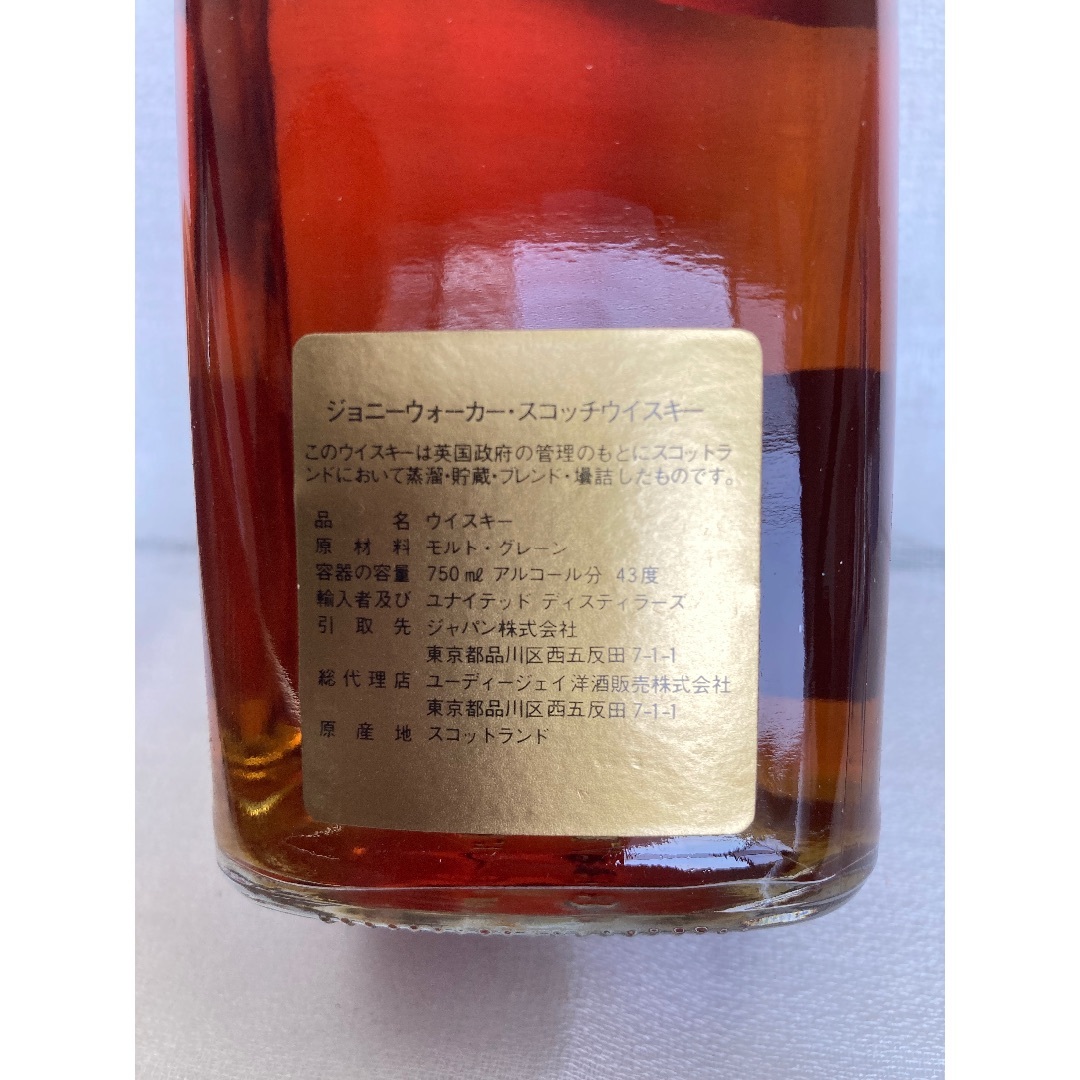 ジョニーウォーカー・スコッチウイスキー
このウイスキーは英国政府の管理のもとにスコットラ
ンドにおいて蒸溜・貯蔵・ブレンド・壜詰したものです。
品名 ウイスキー
原材料 モルト・グレーン
容器の容量 750㎖ アルコール分 43度
輸入者及び ユナイテッド ディスティラーズ
引取先 ジャパン株式会社
東京都品川区西五反田7-1-1
総代理店 ユーディージェイ洋酒販売株式会社
東京都品川区西五反田7-1-1
原産地 スコットランド